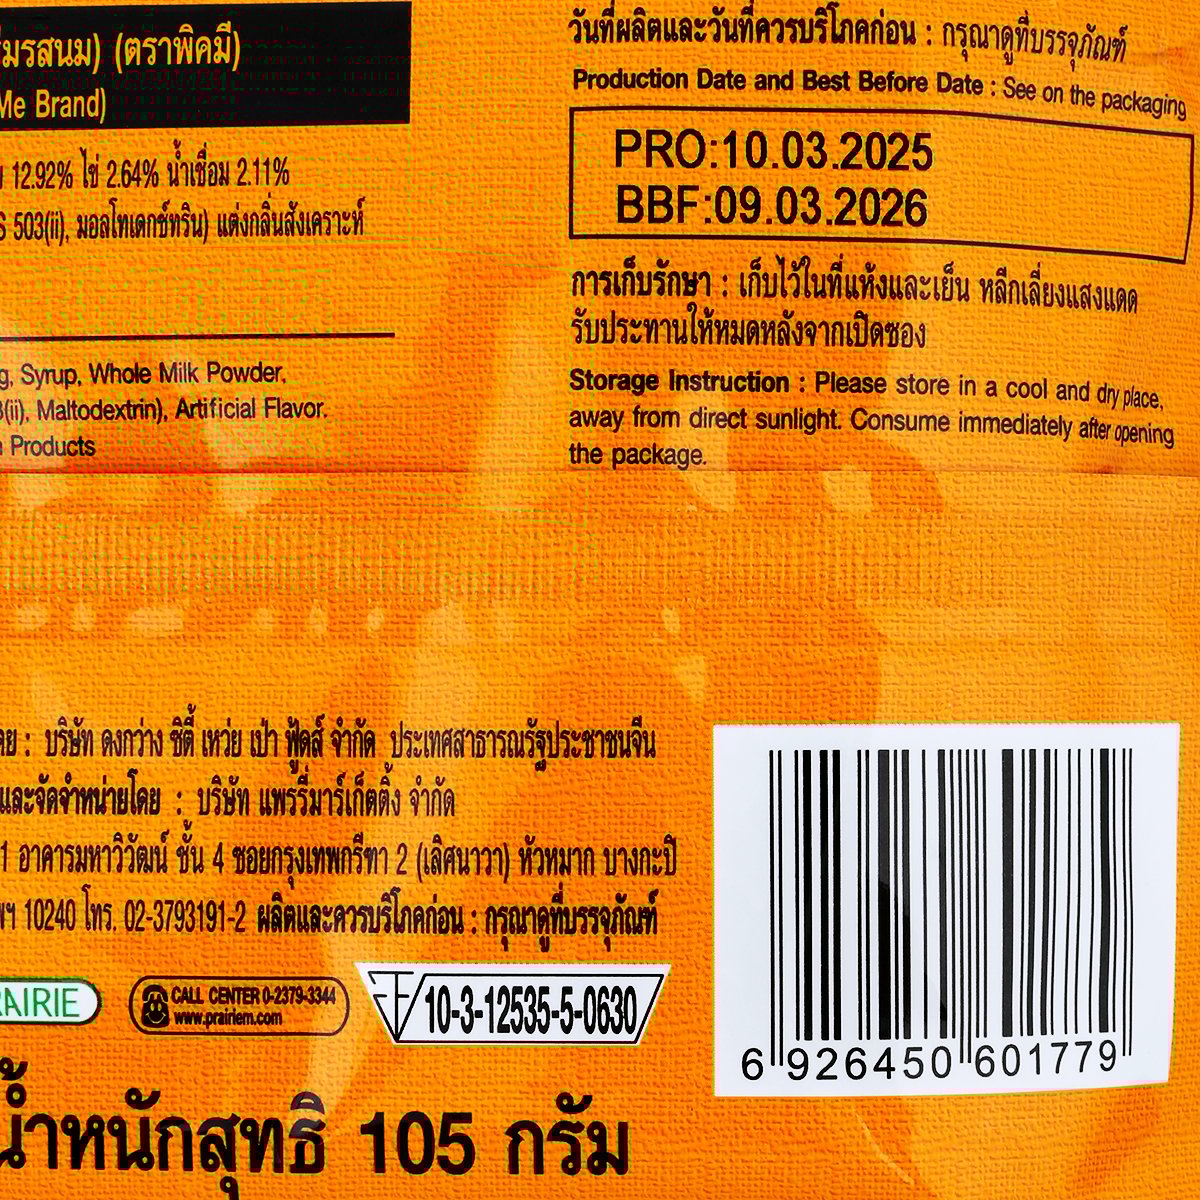 รสนม) (ตราพิคมี)
Me Brand)
12.92% ไข่ 2.64% น้ำเชื่อม 2.11%
503(ii), มอลโทเดกซ์ทริน) แต่งกลิ่นสังเคราะห์
Syrup, Whole Milk Powder,
(ii), Maltodextrin), Artificial Flavor.
Products
วันที่ผลิตและวันที่ควรบริโภคก่อน : กรุณาดูที่บรรจุภัณฑ์
Production Date and Best Before Date : See on the packaging
PRO:10.03.2025
BBF:09.03.2026
การเก็บรักษา : เก็บไว้ในที่แห้งและเย็น หลีกเลี่ยงแสงแดด
รับประทานให้หมดหลังจากเปิดซอง
Storage Instruction : Please store in a cool and dry place,
away from direct sunlight. Consume immediately after opening
the package.
: บริษัท ดงกว่าง ซิตี้ เหว่ย เป่า ฟู้ดส์ จำกัด ประเทศสาธารณรัฐประชาชนจีน
และจัดจำหน่ายโดย : บริษัท แพรรี่มาร์เก็ตติ้ง จำกัด
1 อาคารมหาวิวัฒน์ ชั้น 4 ซอยกรุงเทพกรีฑา 2 (เลิศนาวา) หัวหมาก บางกะปิ
10240 โทร. 02-3793191-2 ผลิตและควรบริโภคก่อน : กรุณาดูที่บรรจุภัณฑ์
AIRIE
CALL CENTER 0-2379-3344
www.prairiem.com
10-3-12535-5-0630
น้ำหนักสุทธิ 105 กรัม
6 926450 601779